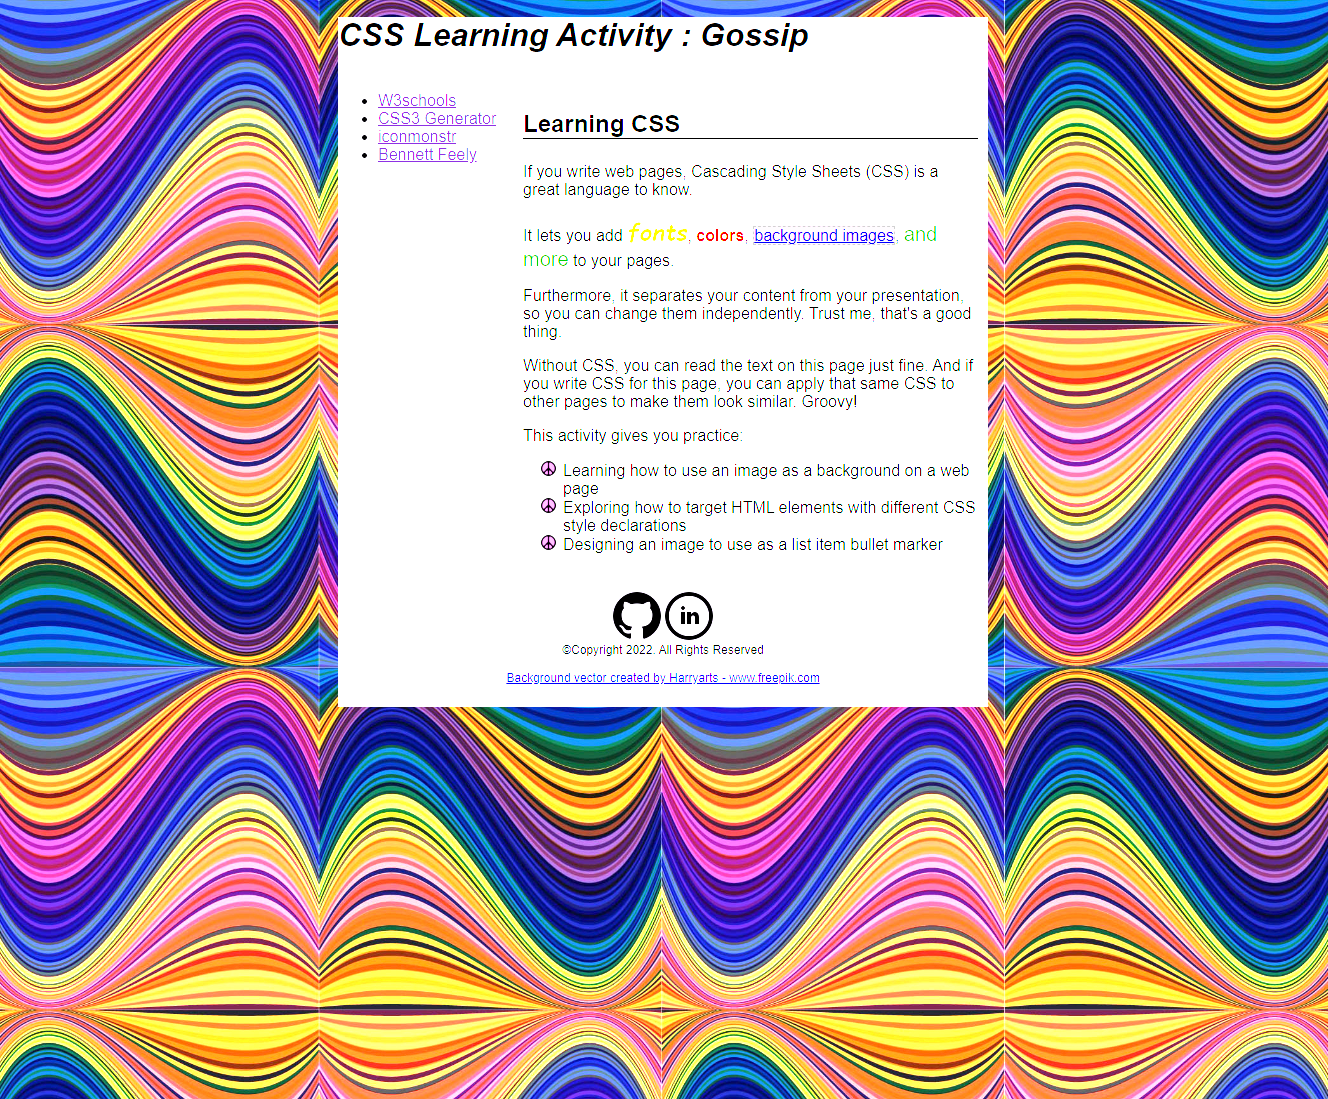 CSS Learning Activity : Gossip
W3schools
CSS3 Generator
iconmonstr
Bennett Feely
Learning CSS
If you write web pages, Cascading Style Sheets (CSS) is a
great language to know.
It lets you add fonts, colors, background images, and
more to your pages.
Furthermore, it separates your content from your presentation,
so you can change them independently. Trust me, that's a good
thing.
Without CSS, you can read the text on this page just fine. And if
you write CSS for this page, you can apply that same CSS to
other pages to make them look similar. Groovy!
This activity gives you practice:
Learning how to use an image as a background on a web
page
Exploring how to target HTML elements with different CSS
style declarations
Designing an image to use as a list item bullet marker
in
©Copyright 2022. All Rights Reserved
Background vector created by Harryarts - www.freepik.com